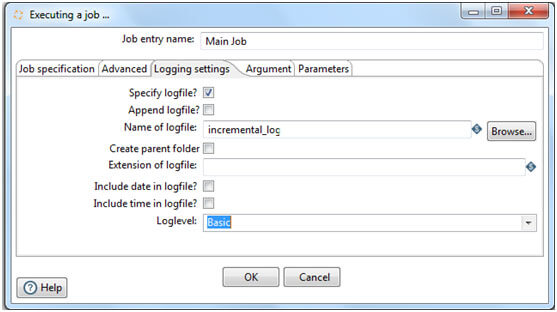 Executing a job ...
Job entry name: Main Job
Job specification Advanced Logging settings Argument Parameters
Specify logfile?
Append logfile?
Name of logfile: incremental_log Browse...
Create parent folder
Extension of logfile:
Include date in logfile?
Include time in logfile?
Loglevel: Basic
OK Cancel
Help